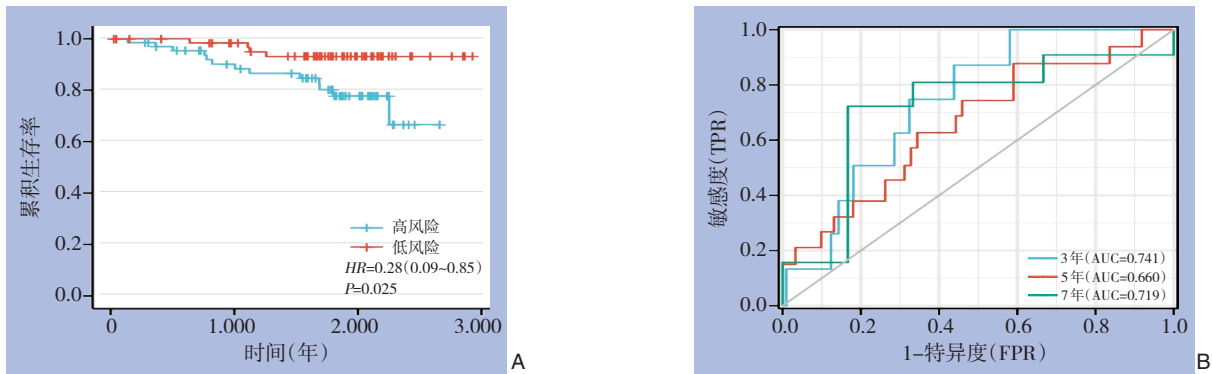 1.0
0.8
0.6
0.4
0.2
0.0
累积生存率
高风险
低风险
HR=0.28(0.09~0.85)
P=0.025
0 1.000 2.000 3.000
时间(年)
A
1.0
0.8
0.6
0.4
0.2
0.0
敏感度(TPR)
3年(AUC=0.741)
5年(AUC=0.660)
7年(AUC=0.719)
0.0 0.2 0.4 0.6 0.8 1.0
1-特异度(FPR)
B